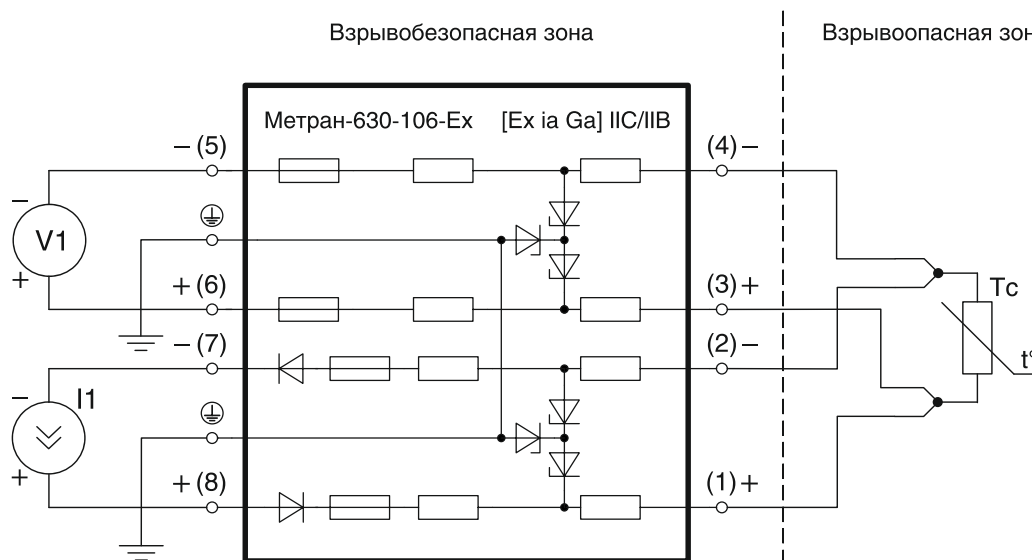 Взрывобезопасная зона
Взрывоопасная зон
Метран-630-106-Ex [Ex ia Ga] IIC/IIB
− (5)
(4) −
−
V1
+
+ (6)
(3) +
Tc
− (7)
(2) −
t°
−
I1
+
+ (8)
(1) +